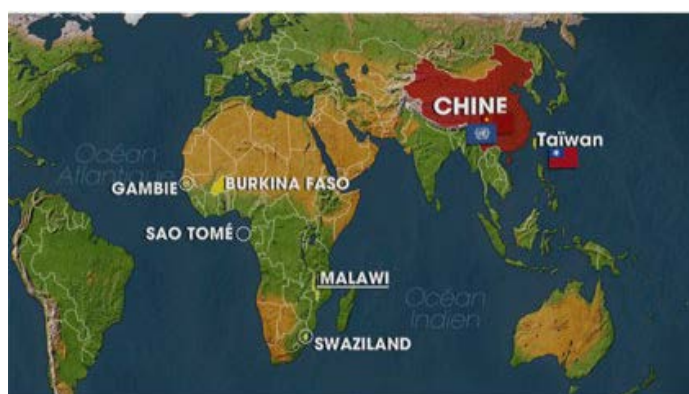 CHINE
Taïwan
Océan
Atlantique
GAMBIE
BURKINA FASO
SAO TOMÉ
MALAWI
Océan
Indien
SWAZILAND